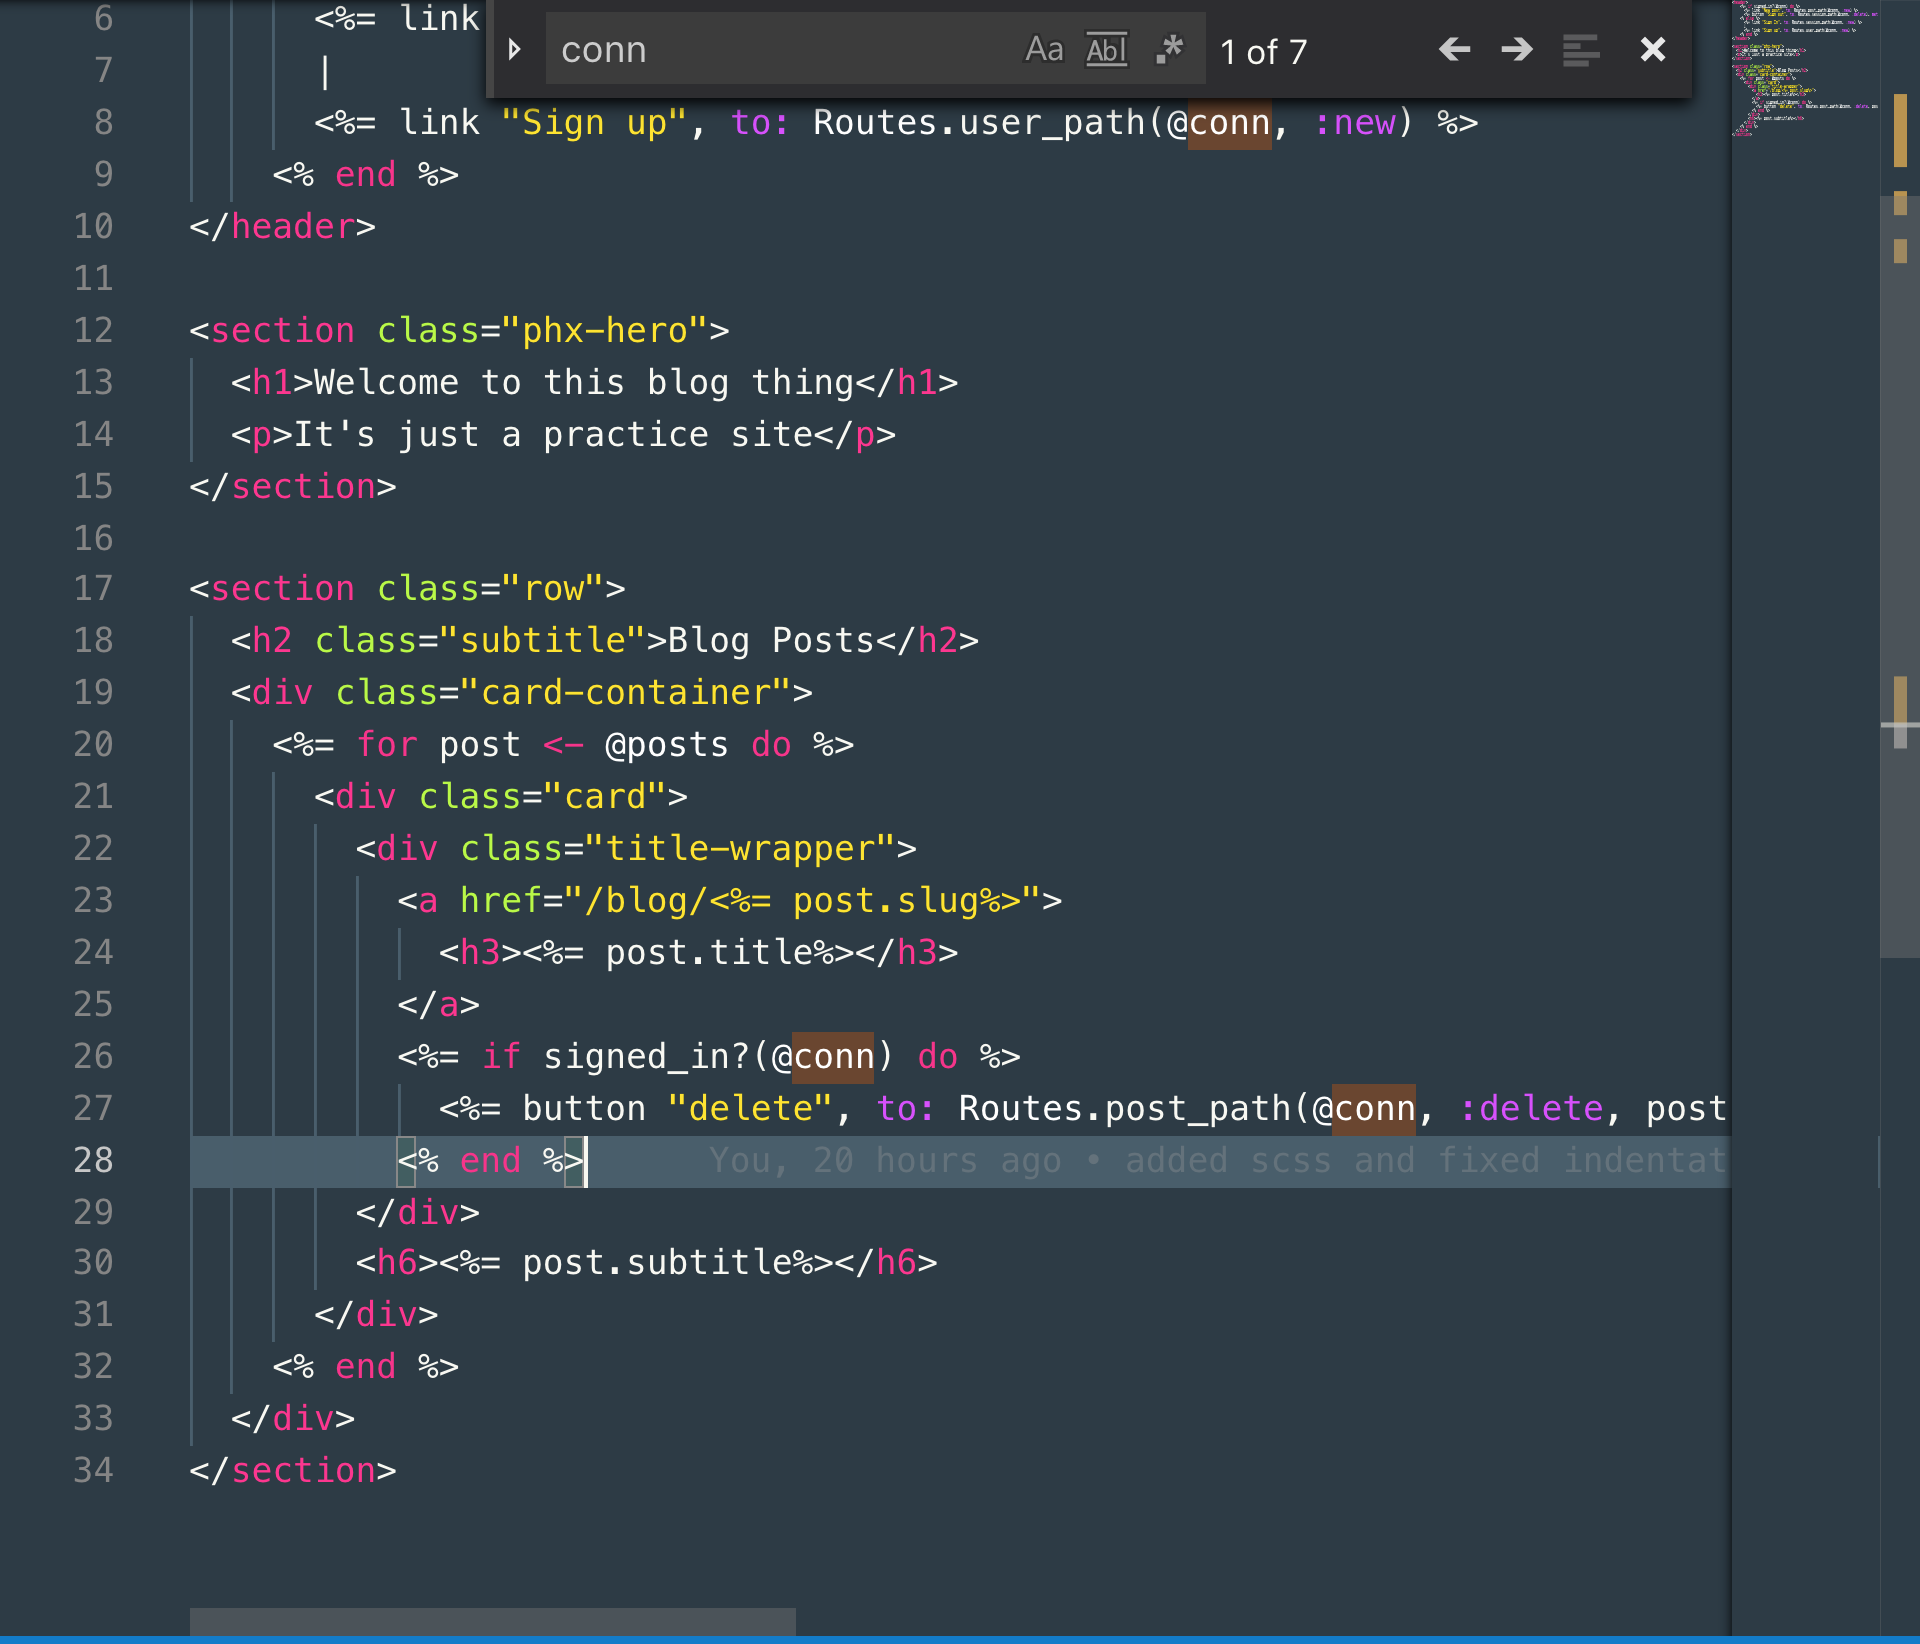 conn Aa Abl .* 1 of 7
6 <%= link
7 |
8 <%= link "Sign up", to: Routes.user_path(@conn, :new) %>
9 <% end %>
10 </header>
11
12 <section class="phx-hero">
13 <h1>Welcome to this blog thing</h1>
14 <p>It's just a practice site</p>
15 </section>
16
17 <section class="row">
18 <h2 class="subtitle">Blog Posts</h2>
19 <div class="card-container">
20 <%= for post <- @posts do %>
21 <div class="card">
22 <div class="title-wrapper">
23 <a href="/blog/<%= post.slug%>">
24 <h3><%= post.title%></h3>
25 </a>
26 <%= if signed_in?(@conn) do %>
27 <%= button "delete", to: Routes.post_path(@conn, :delete, post
28 <% end %> You, 20 hours ago • added scss and fixed indentat
29 </div>
30 <h6><%= post.subtitle%></h6>
31 </div>
32 <% end %>
33 </div>
34 </section>